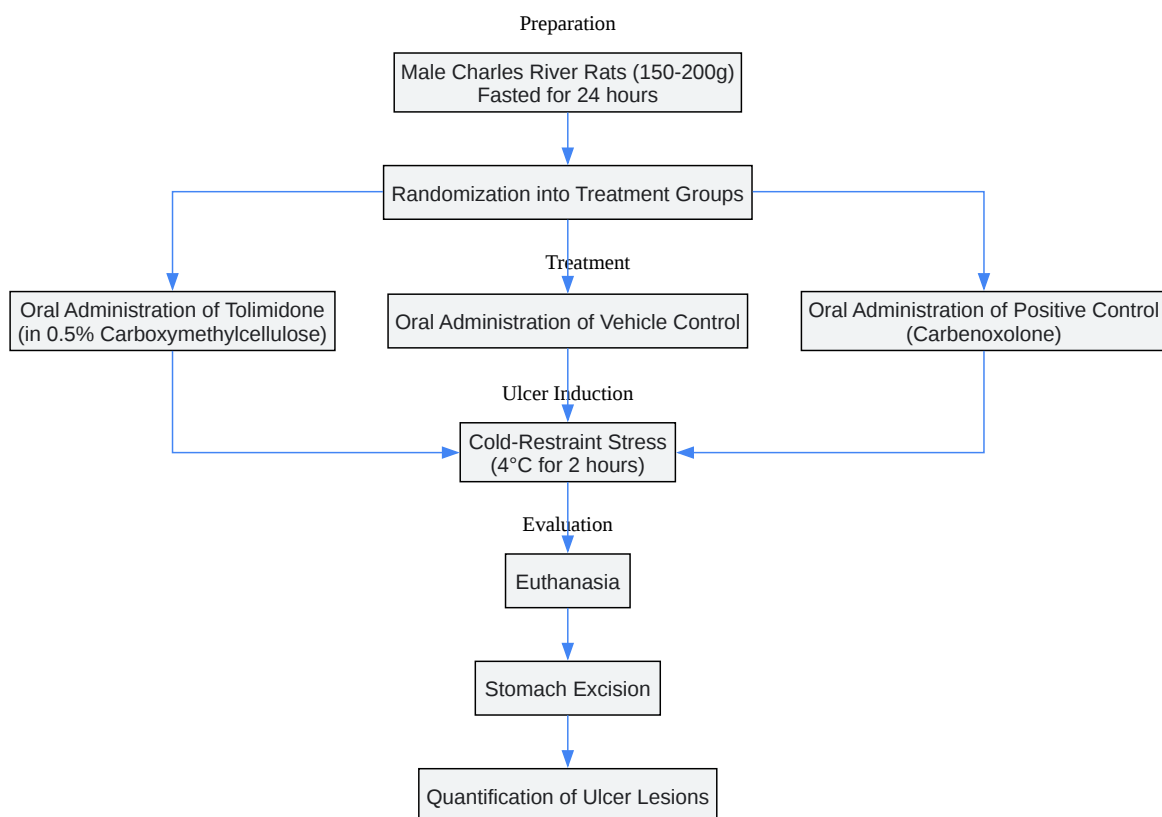 Preparation
Male Charles River Rats (150-200g)
Fasted for 24 hours
Randomization into Treatment Groups
Treatment
Oral Administration of Tolimidone
(in 0.5% Carboxymethylcellulose)
Oral Administration of Vehicle Control
Oral Administration of Positive Control
(Carbenoxolone)
Ulcer Induction
Cold-Restraint Stress
(4°C for 2 hours)
Evaluation
Euthanasia
Stomach Excision
Quantification of Ulcer Lesions